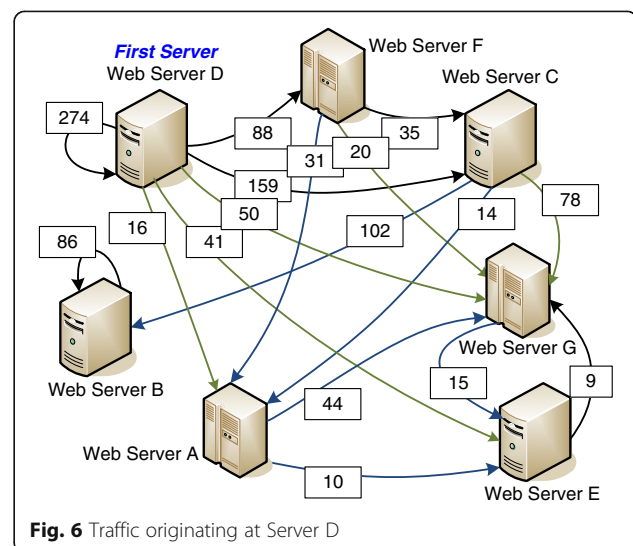 First Server
Web Server D
Web Server F
Web Server C
274
88
35
31
20
159
50
14
78
16
41
102
86
Web Server B
Web Server G
15
9
44
Web Server A
10
Web Server E
Fig. 6 Traffic originating at Server D